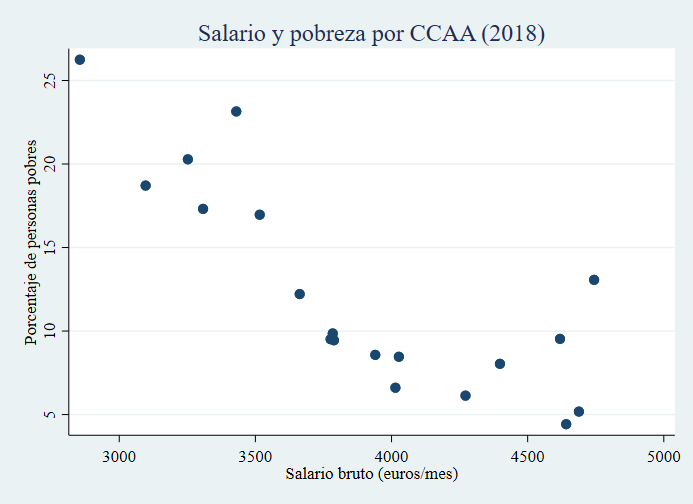 Salario y pobreza por CCAA (2018)
Porcentaje de personas pobres
25
20
15
10
5
3000 3500 4000 4500 5000
Salario bruto (euros/mes)